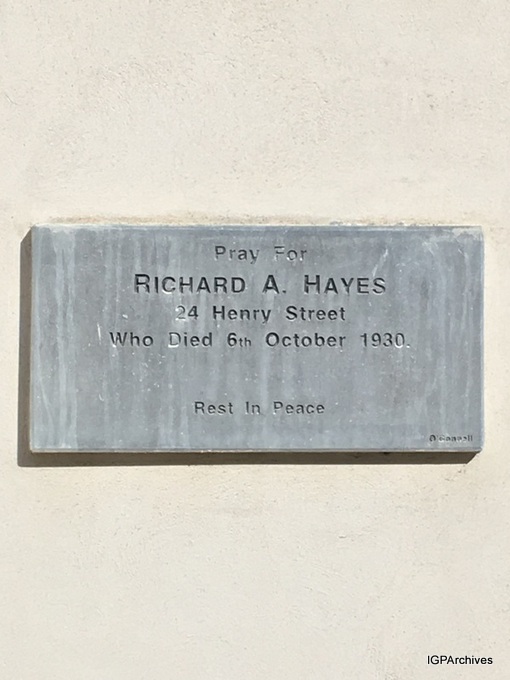 Pray For
RICHARD A. HAYES
24 Henry Street
Who Died 6th October 1930.
Rest In Peace
IGPArchives